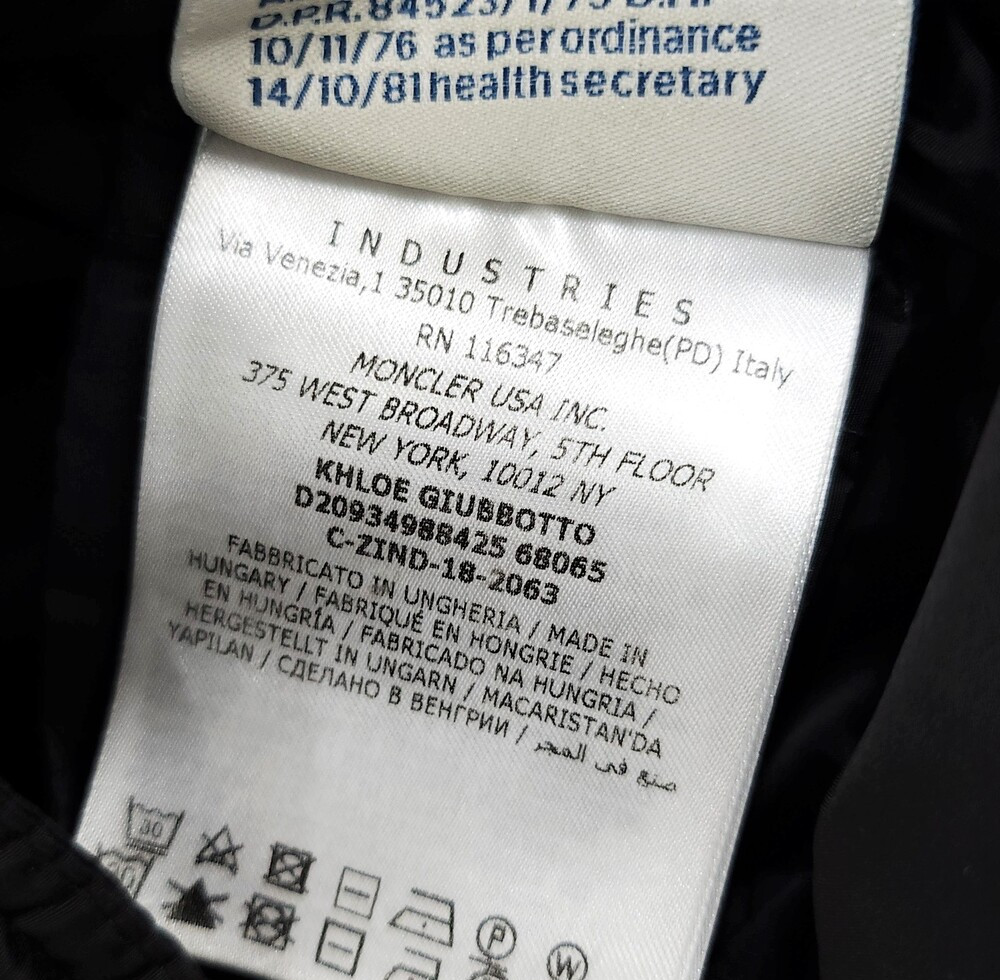 D.P.R. 84523/1/75 D.M.
10/11/76 as per ordinance
14/10/81 health secretary
INDUSTRIES
Via Venezia,1 35010 Trebaseleghe(PD) Italy
RN 116347
MONCLER USA INC.
375 WEST BROADWAY, 5TH FLOOR
NEW YORK, 10012 NY
KHLOE GIUBBOTTO
D20934988425 68065
C-ZIND-18-2063
FABBRICATO IN UNGHERIA / MADE IN
HUNGARY / FABRIQUÉ EN HONGRIE / HECHO
EN HUNGRÍA / FABRICADO NA HUNGRIA /
HERGESTELLT IN UNGARN / MACARISTAN'DA
YAPILAN / СДЕЛАНО В ВЕНГРИИ / صنع في المجر
30
P
W